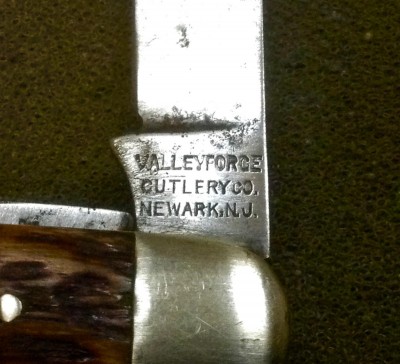 VALLEYFORGE
CUTLERY CO.
NEWARK, N.J.